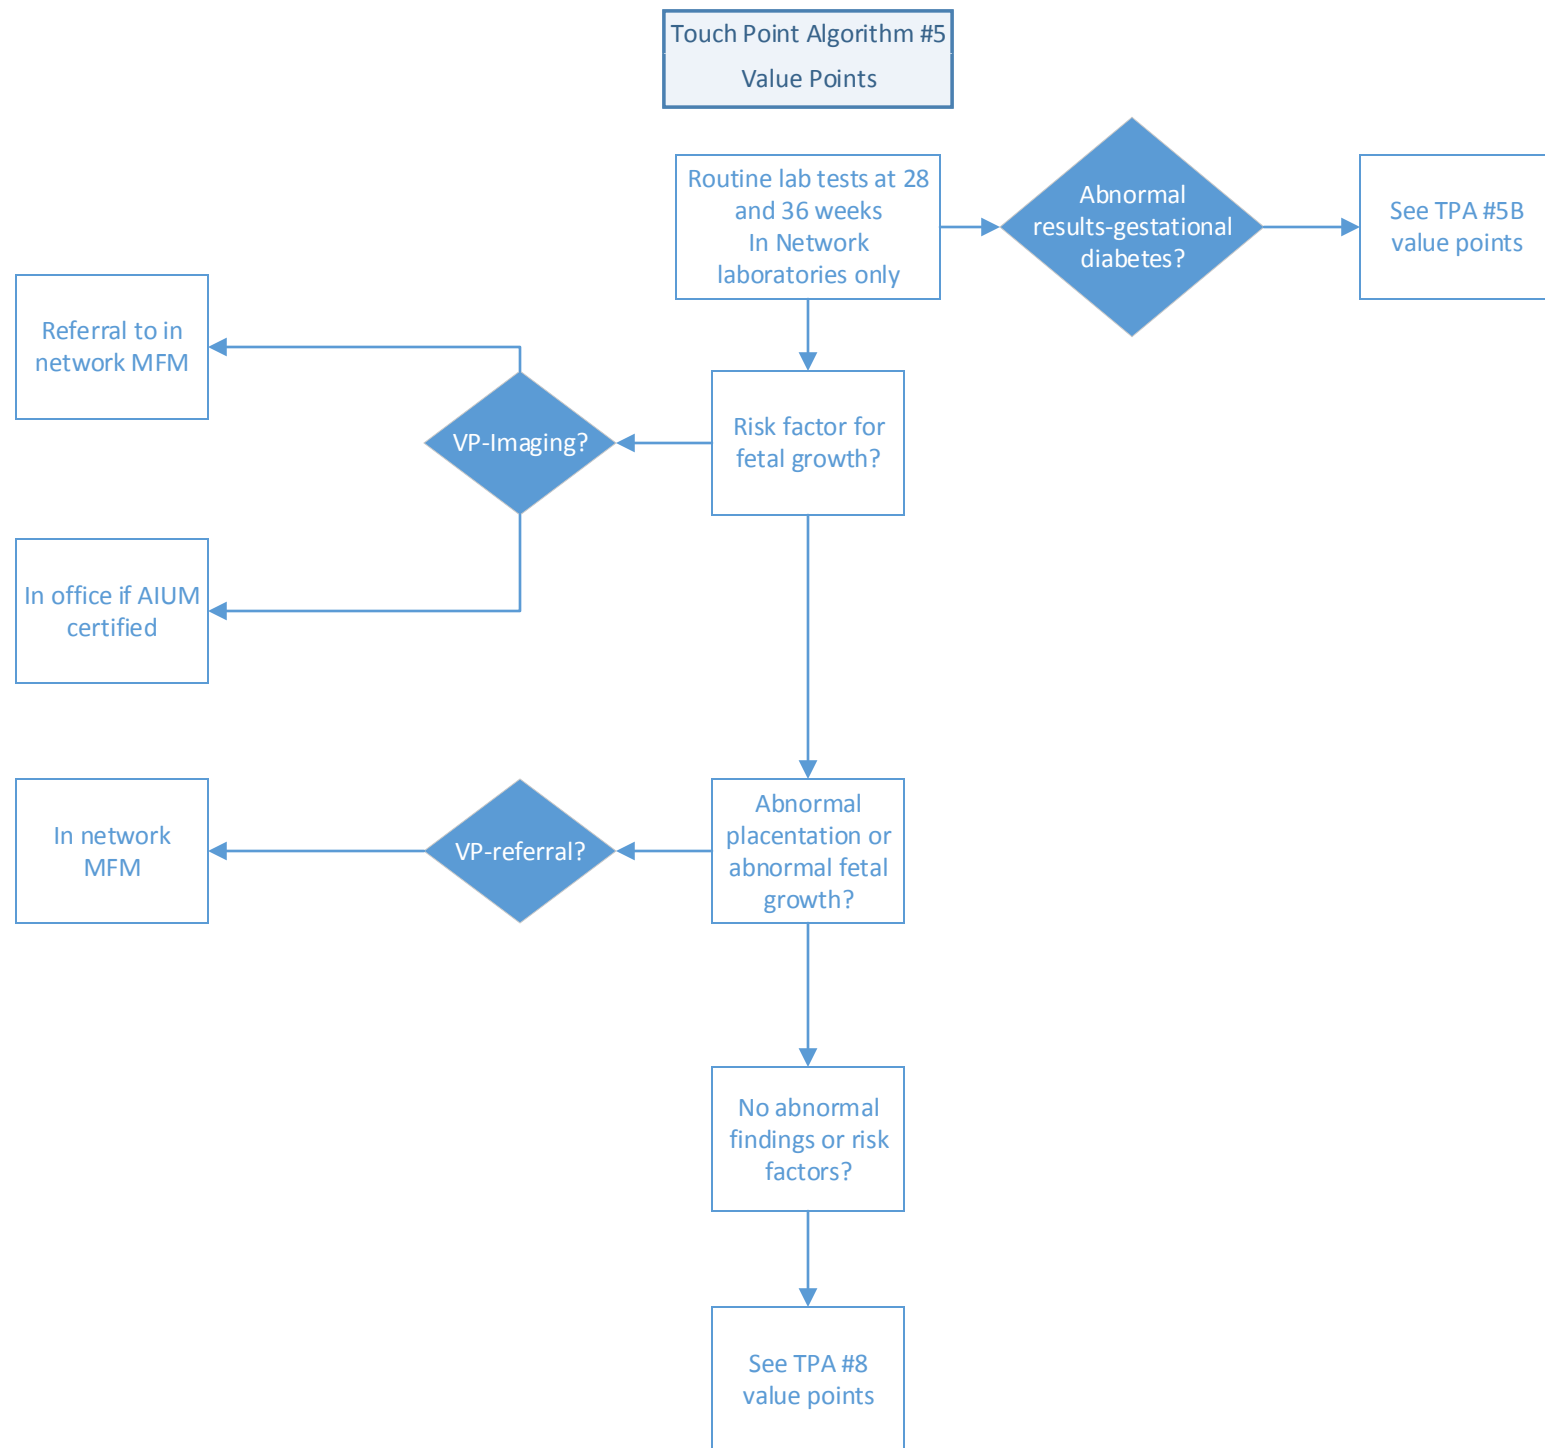 Touch Point Algorithm #5
Value Points
Routine lab tests at 28
and 36 weeks
In Network
laboratories only
Abnormal
results-gestational
diabetes?
See TPA #5B
value points
Referral to in
network MFM
VP-Imaging?
Risk factor for
fetal growth?
In office if AIUM
certified
In network
MFM
VP-referral?
Abnormal
placentation or
abnormal fetal
growth?
No abnormal
findings or risk
factors?
See TPA #8
value points